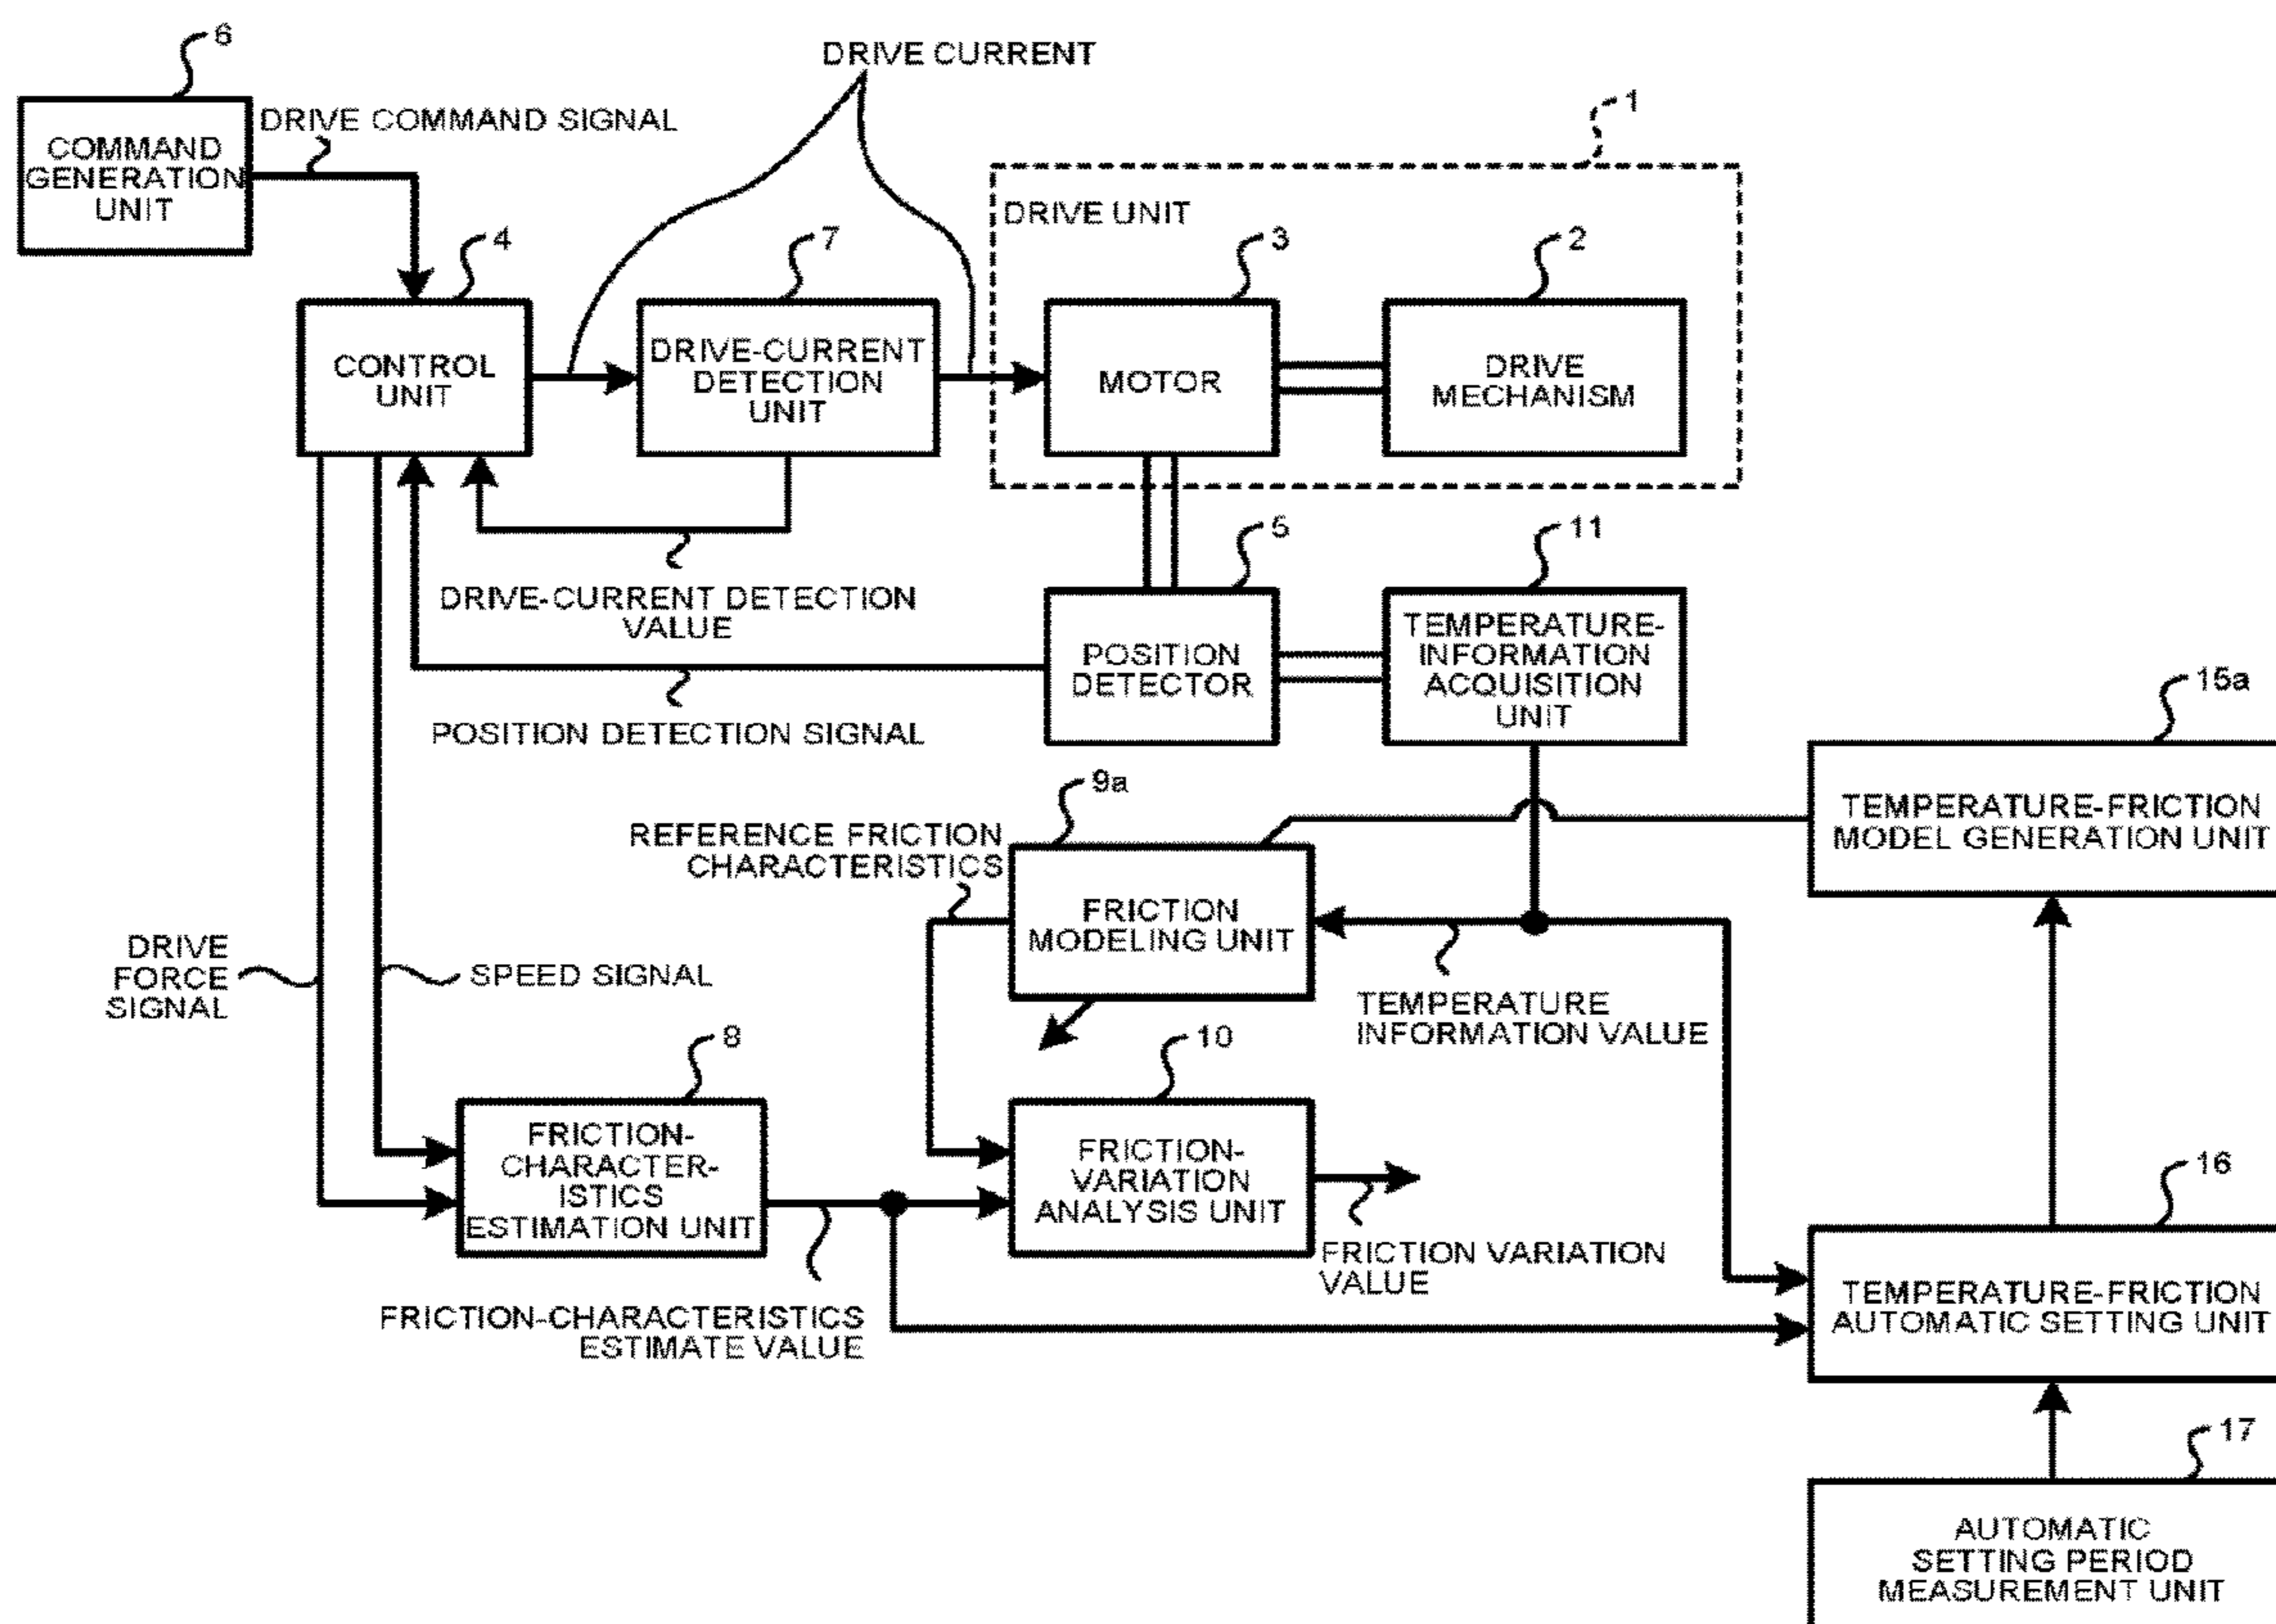 6
DRIVE CURRENT
1
COMMAND
GENERATION
UNIT
DRIVE COMMAND SIGNAL
DRIVE UNIT
4
7
3
2
CONTROL
UNIT
DRIVE-CURRENT
DETECTION
UNIT
MOTOR
DRIVE
MECHANISM
5
11
DRIVE-CURRENT DETECTION
VALUE
POSITION
DETECTOR
TEMPERATURE-
INFORMATION
ACQUISITION
UNIT
15a
POSITION DETECTION SIGNAL
9a
REFERENCE FRICTION
CHARACTERISTICS
TEMPERATURE-FRICTION
MODEL GENERATION UNIT
FRICTION
MODELING UNIT
DRIVE
FORCE
SIGNAL
SPEED SIGNAL
TEMPERATURE
INFORMATION VALUE
8
10
FRICTION-
CHARACTER-
ISTICS
ESTIMATION UNIT
FRICTION-
VARIATION
ANALYSIS UNIT
16
FRICTION VARIATION
VALUE
FRICTION-CHARACTERISTICS
ESTIMATE VALUE
TEMPERATURE-FRICTION
AUTOMATIC SETTING UNIT
17
AUTOMATIC
SETTING PERIOD
MEASUREMENT UNIT